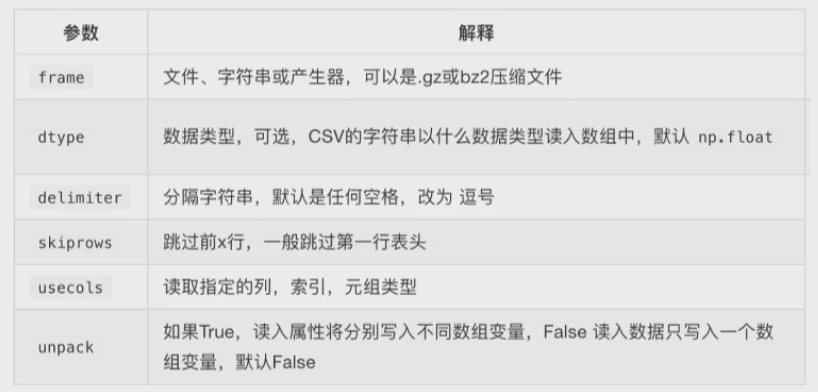 参数 解释
frame 文件、字符串或产生器，可以是.gz或bz2压缩文件
dtype 数据类型，可选，CSV的字符串以什么数据类型读入数组中，默认 np.float
delimiter 分隔字符串，默认是任何空格，改为 逗号
skiprows 跳过前x行，一般跳过第一行表头
usecols 读取指定的列，索引，元组类型
unpack 如果True，读入属性将分别写入不同数组变量，False 读入数据只写入一个数
组变量，默认False